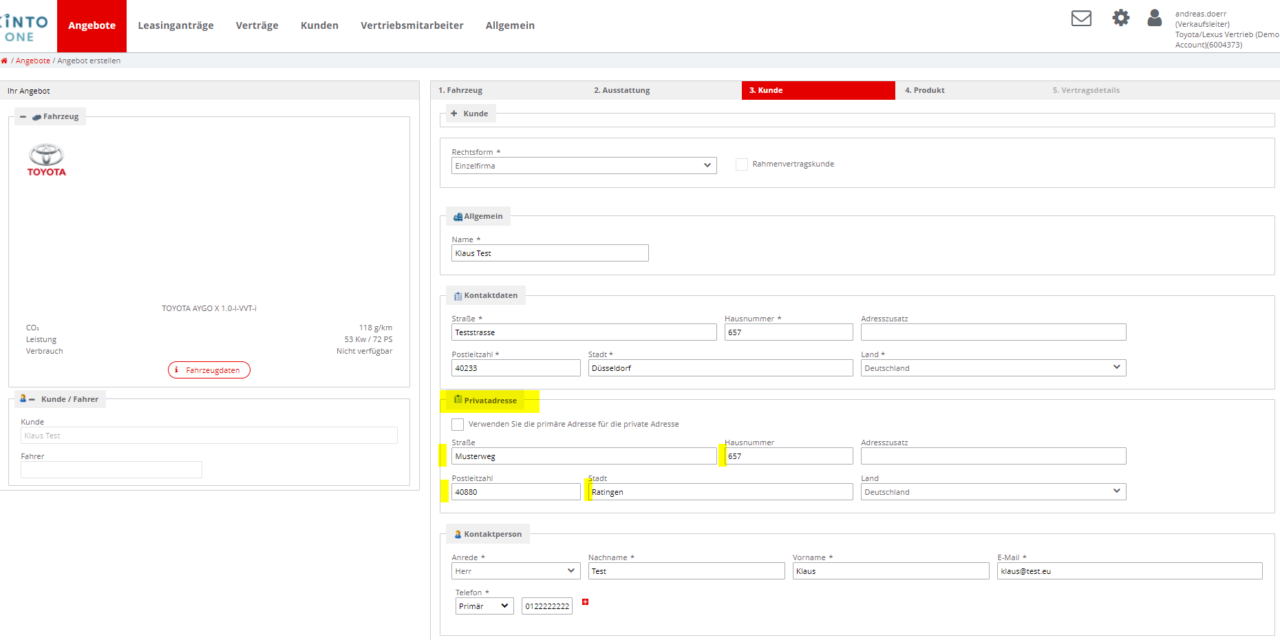 KINTO
ONE
Angebote Leasinganträge Verträge Kunden Vertriebsmitarbeiter Allgemein
andreas.doerr
(Verkaufsleiter)
Toyota/Lexus Vertrieb (Demo
Account)(6004373)
/ Angebote / Angebot erstellen
Ihr Angebot
Fahrzeug
TOYOTA
TOYOTA AYGO X 1.0-l-VVT-i
CO₂ 118 g/km
Leistung 53 Kw / 72 PS
Verbrauch Nicht verfügbar
Fahrzeugdaten
Kunde / Fahrer
Kunde
Klaus Test
Fahrer
1. Fahrzeug 2. Ausstattung 3. Kunde 4. Produkt 5. Vertragsdetails
+ Kunde
Rechtsform *
Einzelfirma
Rahmenvertragskunde
Allgemein
Name *
Klaus Test
Kontaktdaten
Straße * Hausnummer * Adresszusatz
Teststrasse 657
Postleitzahl * Stadt * Land *
40233 Düsseldorf Deutschland
Privatadresse
Verwenden Sie die primäre Adresse für die private Adresse
Straße Hausnummer Adresszusatz
Musterweg 657
Postleitzahl Stadt Land
40880 Ratingen Deutschland
Kontaktperson
Anrede * Nachname * Vorname * E-Mail *
Herr Test Klaus klaus@test.eu
Telefon *
Primär 0122222222